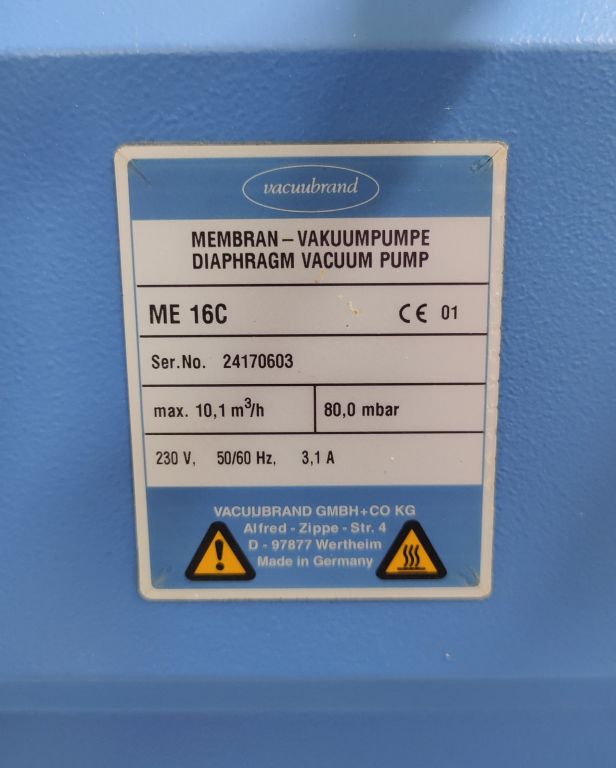 vacuubrand
MEMBRAN – VAKUUMPUMPE
DIAPHRAGM VACUUM PUMP
ME 16C CE 01
Ser.No. 24170603
max. 10,1 m³/h 80,0 mbar
230 V, 50/60 Hz, 3,1 A
VACUUBRAND GMBH+CO KG
Alfred - Zippe - Str. 4
D - 97877 Wertheim
Made in Germany